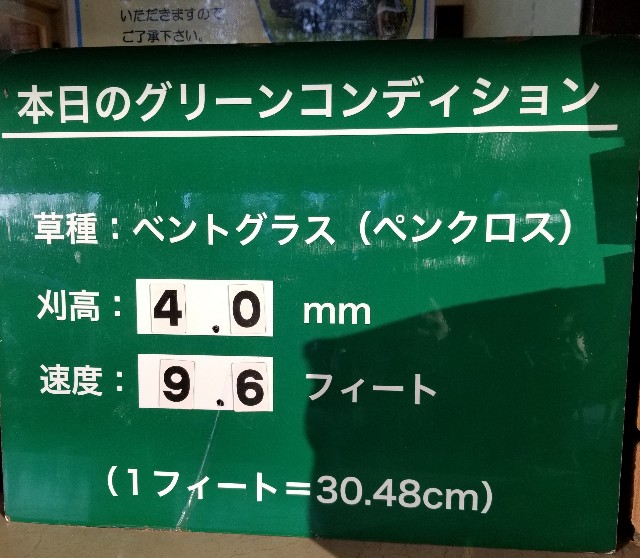 いただきますので
ご了承下さい。
本日のグリーンコンディション
草種：ベントグラス（ペンクロス）
刈高：4.0 mm
速度：9.6 フィート
（１フィート＝30.48cm）